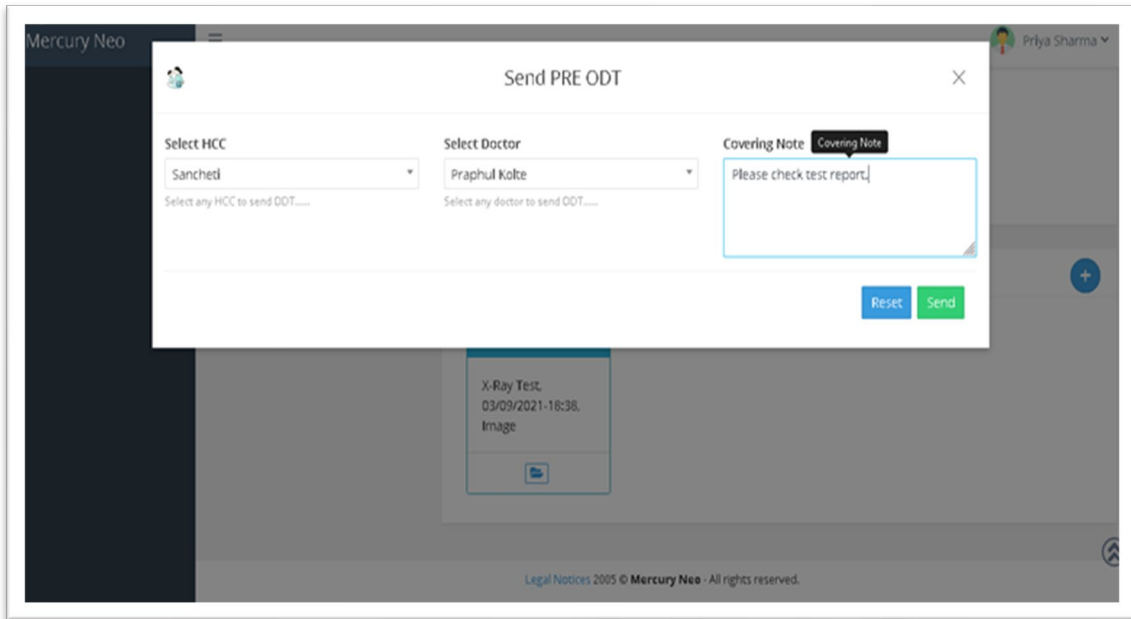 Mercury Neo
Priya Sharma
Send PRE ODT
Select HCC
Select Doctor
Covering Note
Covering Note
Sancheti
Praphul Kolte
Please check test report.
Select any HCC to send ODT......
Select any doctor to send ODT......
Reset
Send
X-Ray Test,
03/09/2021-18:38,
Image
Legal Notices 2005 © Mercury Neo - All rights reserved.